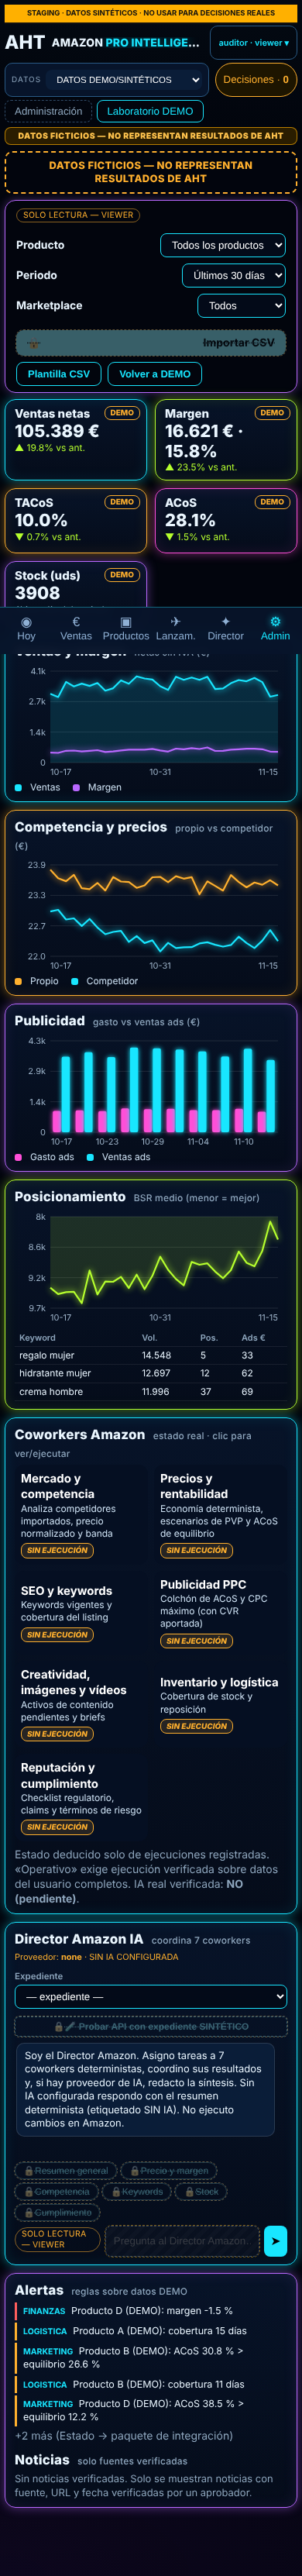 STAGING · DATOS SINTÉTICOS · NO USAR PARA DECISIONES REALES
AHT AMAZON PRO INTELIGE... auditor · viewer ▾
DATOS DATOS DEMO/SINTÉTICOS Decisiones · 0
Administración Laboratorio DEMO
DATOS FICTICIOS — NO REPRESENTAN RESULTADOS DE AHT
DATOS FICTICIOS — NO REPRESENTAN
RESULTADOS DE AHT
SOLO LECTURA — VIEWER
Producto Todos los productos
Periodo Últimos 30 días
Marketplace Todos
Importar CSV
Plantilla CSV Volver a DEMO
Ventas netas DEMO
105.389 €
▲ 19.8% vs ant.
Margen DEMO
16.621 € ·
15.8%
▲ 23.5% vs ant.
TACoS DEMO
10.0%
▼ 0.7% vs ant.
ACoS DEMO
28.1%
▼ 1.5% vs ant.
Stock (uds) DEMO
3908
Hoy Ventas Productos Lanzam. Director Admin
4.1k
2.7k
1.4k
0
10-17 10-31 11-15
Ventas Margen
Competencia y precios propio vs competidor
(€)
23.9
23.3
22.7
22.0
10-17 10-31 11-15
Propio Competidor
Publicidad gasto vs ventas ads (€)
4.3k
2.9k
1.4k
0
10-17 10-23 10-29 11-04 11-10
Gasto ads Ventas ads
Posicionamiento BSR medio (menor = mejor)
8k
8.6k
9.2k
9.7k
10-17 10-31 11-15
Keyword Vol. Pos. Ads €
regalo mujer 14.548 5 33
hidratante mujer 12.697 12 62
crema hombre 11.996 37 69
Coworkers Amazon estado real · clic para
ver/ejecutar
Mercado y
competencia
Analiza competidores
importados, precio
normalizado y banda
SIN EJECUCIÓN
Precios y
rentabilidad
Economía determinista,
escenarios de PVP y ACoS
de equilibrio
SIN EJECUCIÓN
SEO y keywords
Keywords vigentes y
cobertura del listing
SIN EJECUCIÓN
Publicidad PPC
Colchón de ACoS y CPC
máximo (con CVR
aportada)
SIN EJECUCIÓN
Creatividad,
imágenes y vídeos
Activos de contenido
pendientes y briefs
SIN EJECUCIÓN
Inventario y logística
Cobertura de stock y
reposición
SIN EJECUCIÓN
Reputación y
cumplimiento
Checklist regulatorio,
claims y términos de riesgo
SIN EJECUCIÓN
Estado deducido solo de ejecuciones registradas.
«Operativo» exige ejecución verificada sobre datos
del usuario completos. IA real verificada: NO
(pendiente).
Director Amazon IA coordina 7 coworkers
Proveedor: none · SIN IA CONFIGURADA
Expediente
— expediente —
Probar API con expediente SINTÉTICO
Soy el Director Amazon. Asigno tareas a 7
coworkers deterministas, coordino sus resultados
y, si hay proveedor de IA, redacto la síntesis. Sin
IA configurada respondo con el resumen
determinista (etiquetado SIN IA). No ejecuto
cambios en Amazon.
Resumen general Precio y margen
Competencia Keywords Stock
Cumplimiento
SOLO LECTURA
— VIEWER
Pregunta al Director Amazon.
Alertas reglas sobre datos DEMO
FINANZAS Producto D (DEMO): margen -1.5 %
LOGISTICA Producto A (DEMO): cobertura 15 días
MARKETING Producto B (DEMO): ACoS 30.8 % >
equilibrio 26.6 %
LOGISTICA Producto B (DEMO): cobertura 11 días
MARKETING Producto D (DEMO): ACoS 38.5 % >
equilibrio 12.2 %
+2 más (Estado → paquete de integración)
Noticias solo fuentes verificadas
Sin noticias verificadas. Solo se muestran noticias con
fuente, URL y fecha verificadas por un aprobador.